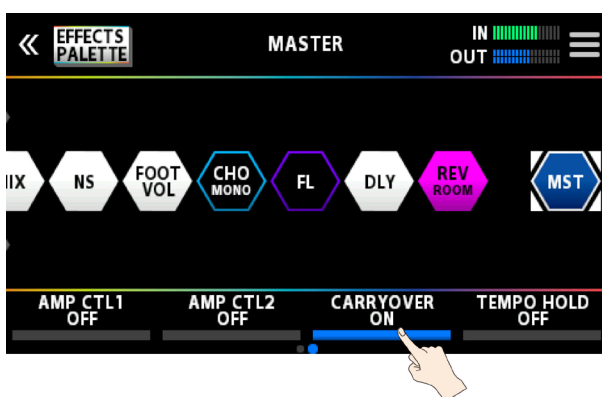 EFFECTS
PALETTE
MASTER
IN
OUT
IIX
NS
FOOT
VOL
CHO
MONO
FL
DLY
REV
ROOM
MST
AMP CTL1
OFF
AMP CTL2
OFF
CARRYOVER
ON
TEMPO HOLD
OFF